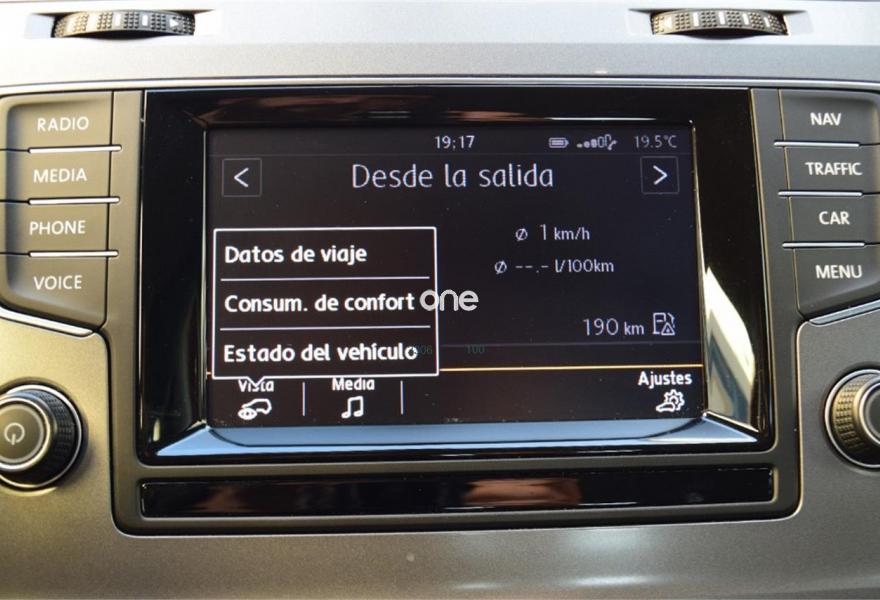 RADIO
MEDIA
PHONE
VOICE
NAV
TRAFFIC
CAR
MENU
19:17
19.5°C
<
Desde la salida
>
Ø 1 km/h
Ø --.- l/100km
190 km
Datos de viaje
Consum. de confort
Estado del vehículo
one
100
Vista
Media
Ajustes